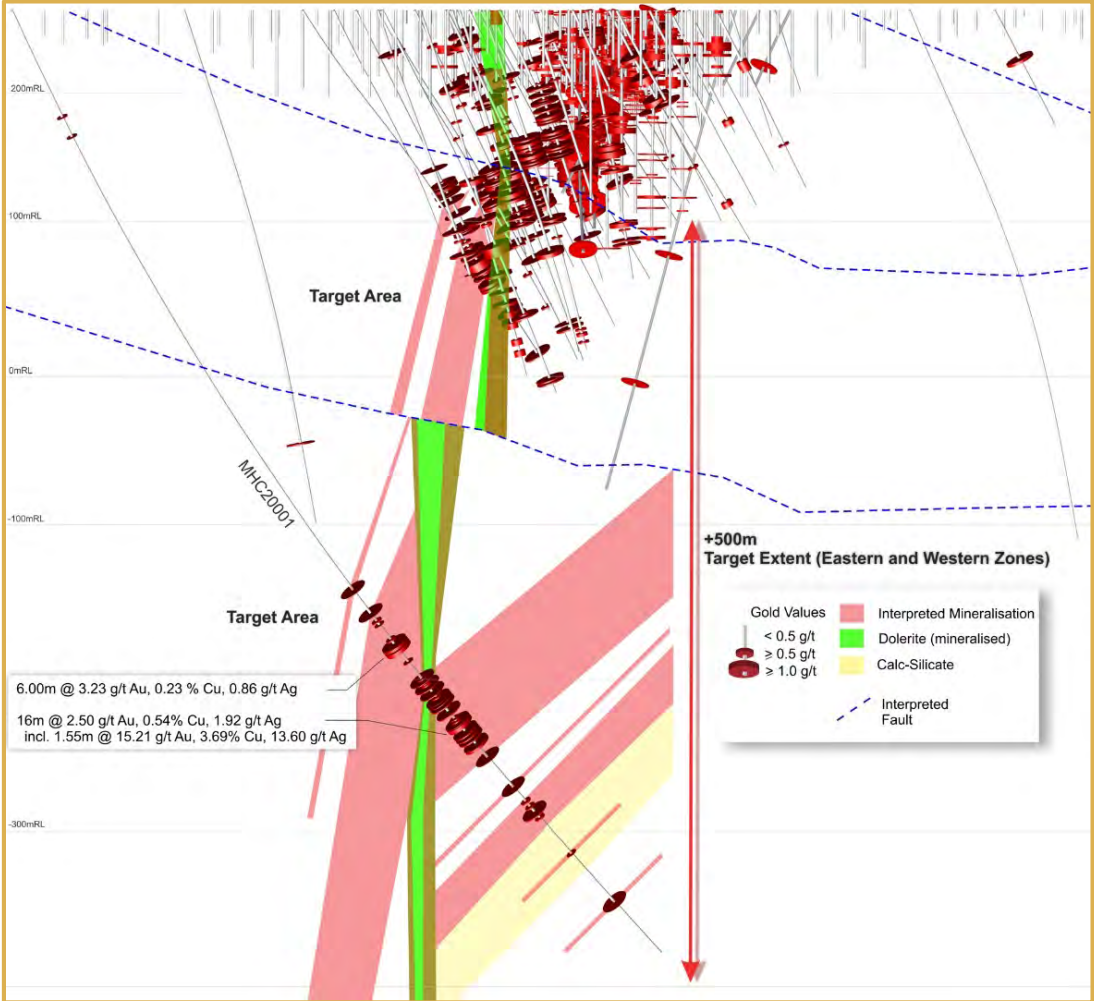 200mRL
100mRL
Target Area
0mRL
MHC20001
-100mRL
+500m
Target Extent (Eastern and Western Zones)
Target Area
Gold Values
< 0.5 g/t
≥ 0.5 g/t
≥ 1.0 g/t
Interpreted Mineralisation
Dolerite (mineralised)
Calc-Silicate
Interpreted
Fault
6.00m @ 3.23 g/t Au, 0.23 % Cu, 0.86 g/t Ag
16m @ 2.50 g/t Au, 0.54% Cu, 1.92 g/t Ag
incl. 1.55m @ 15.21 g/t Au, 3.69% Cu, 13.60 g/t Ag
-300mRL